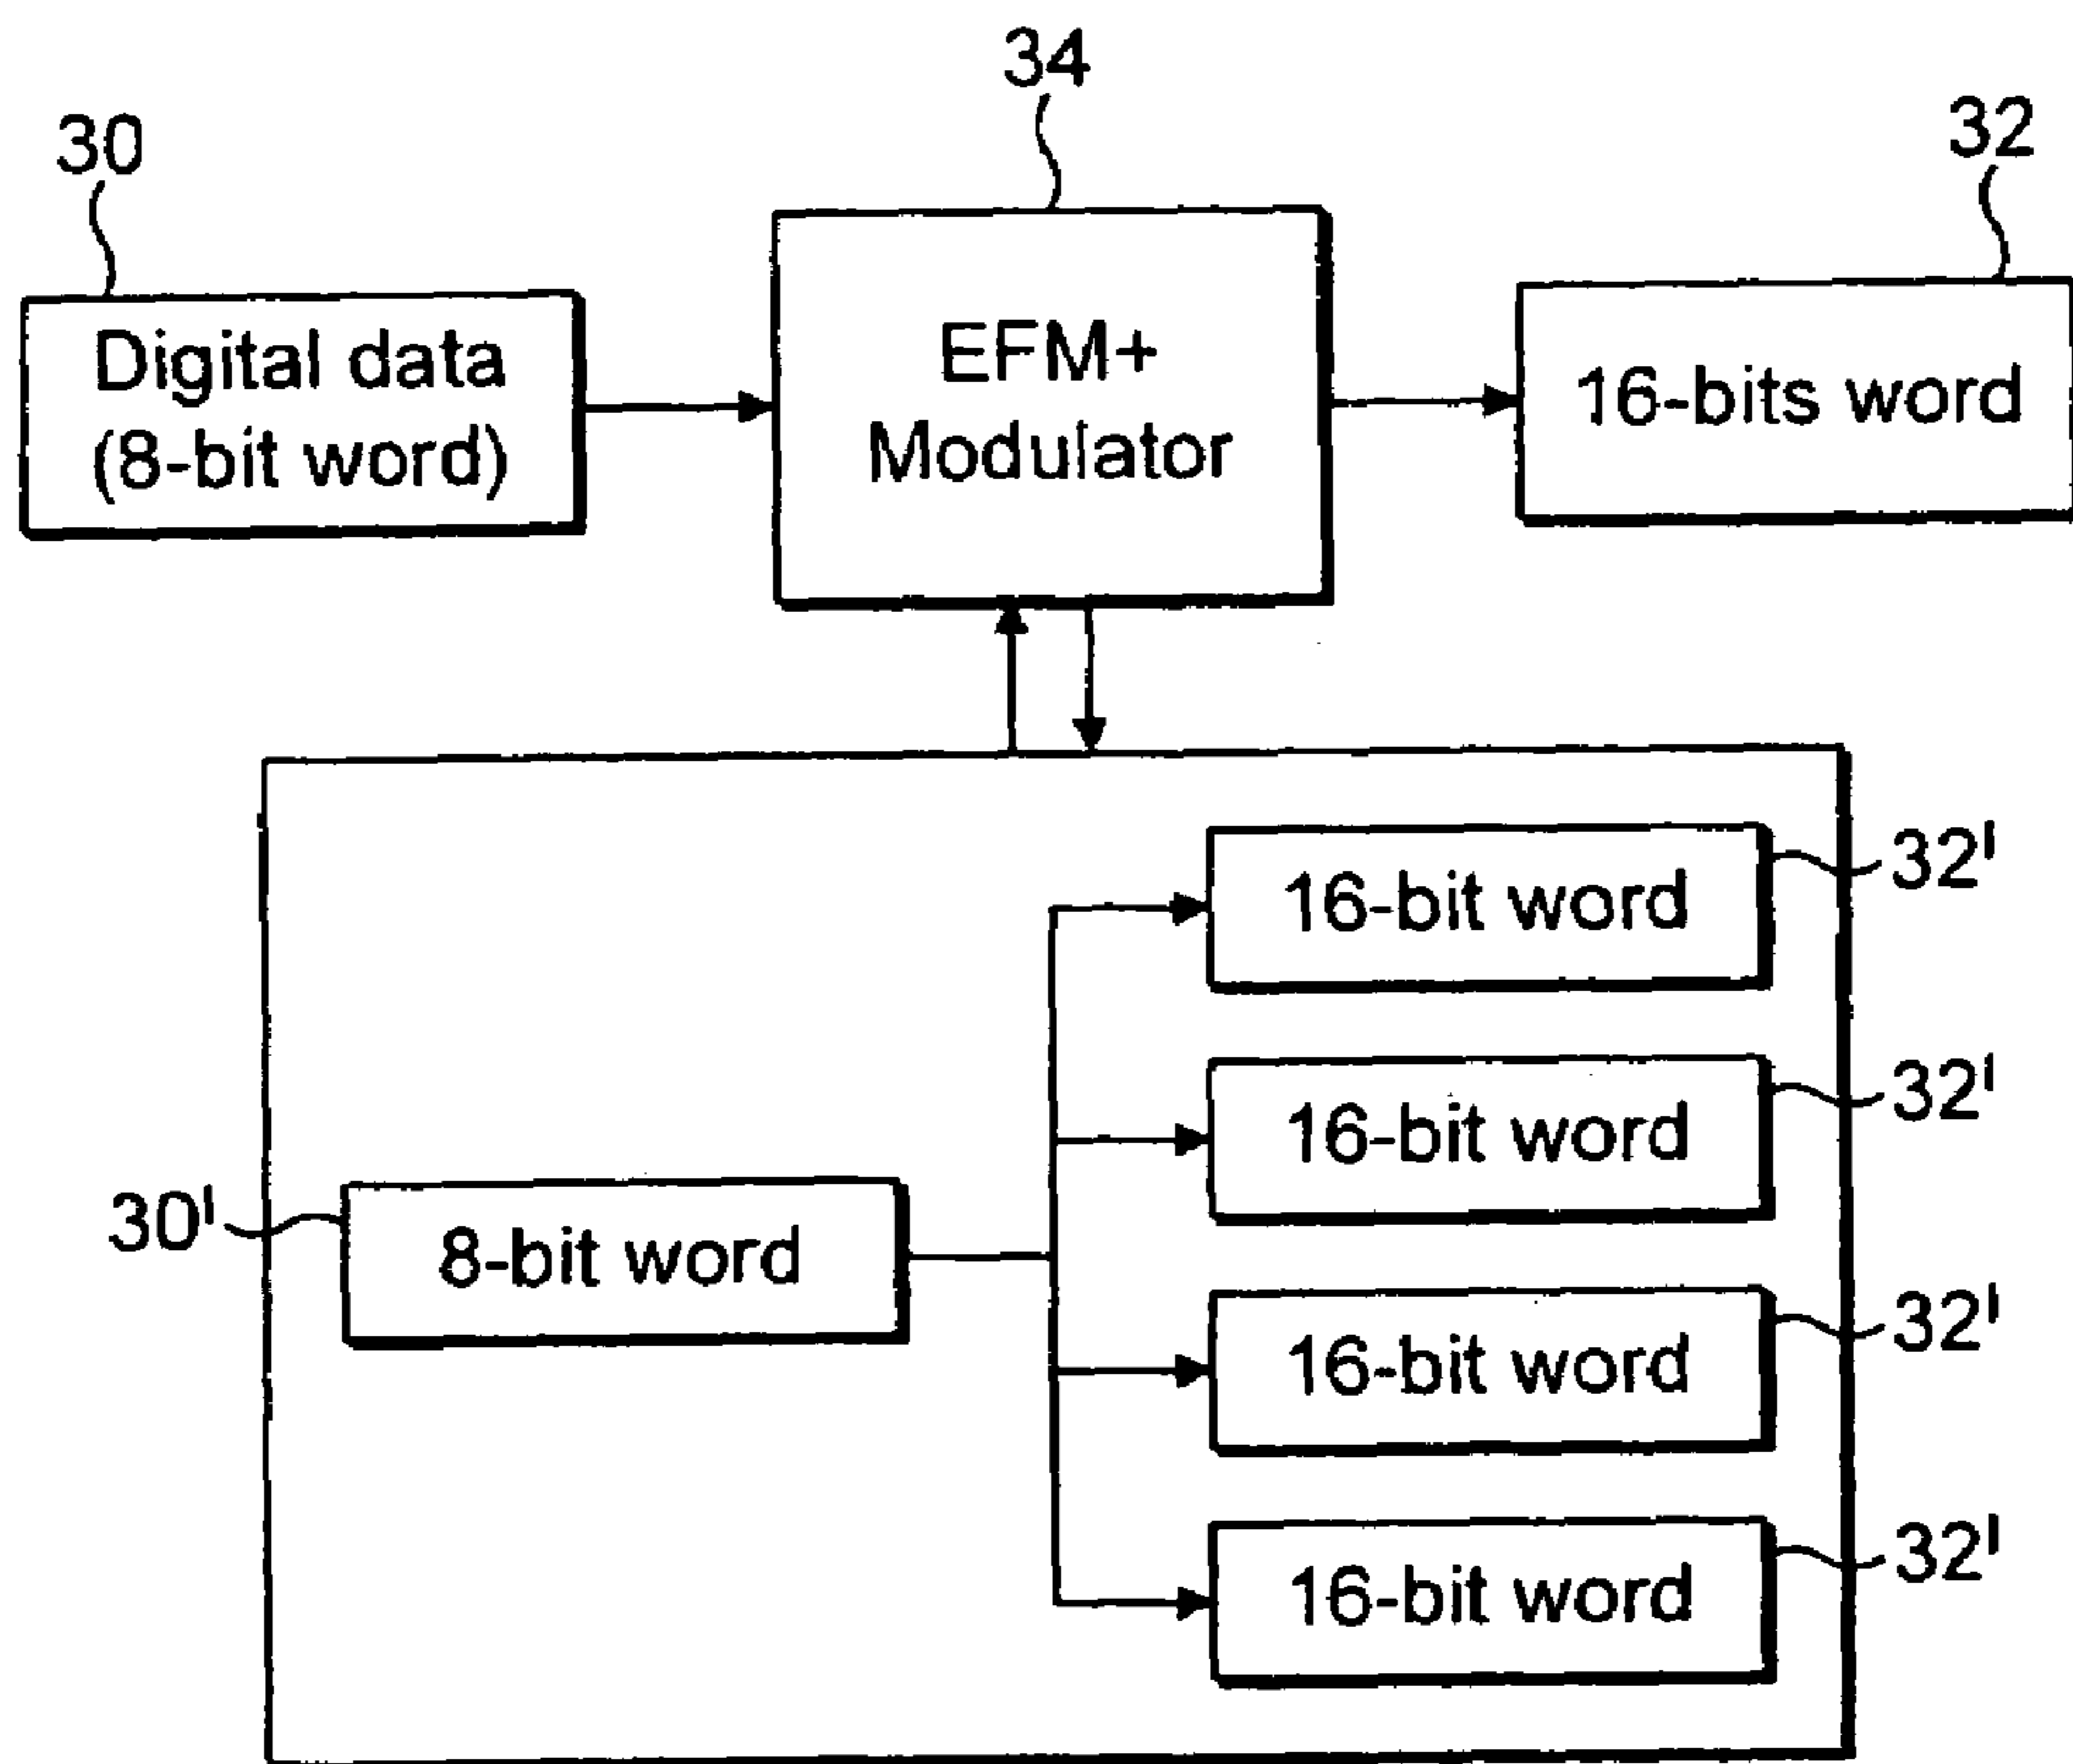 34
30
32
Digital data
(8-bit word)
EFM+
Modulator
16-bits word
16-bit word
32'
16-bit word
32'
30'
8-bit word
16-bit word
32'
16-bit word
32'